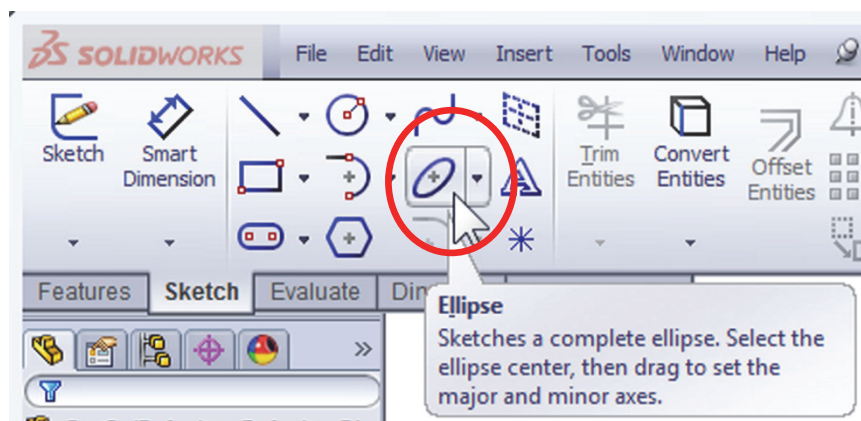 SOLIDWORKS File Edit View Insert Tools Window Help
Sketch Smart Dimension Trim Entities Convert Entities Offset Entities
Features Sketch Evaluate
Ellipse
Sketches a complete ellipse. Select the
ellipse center, then drag to set the
major and minor axes.